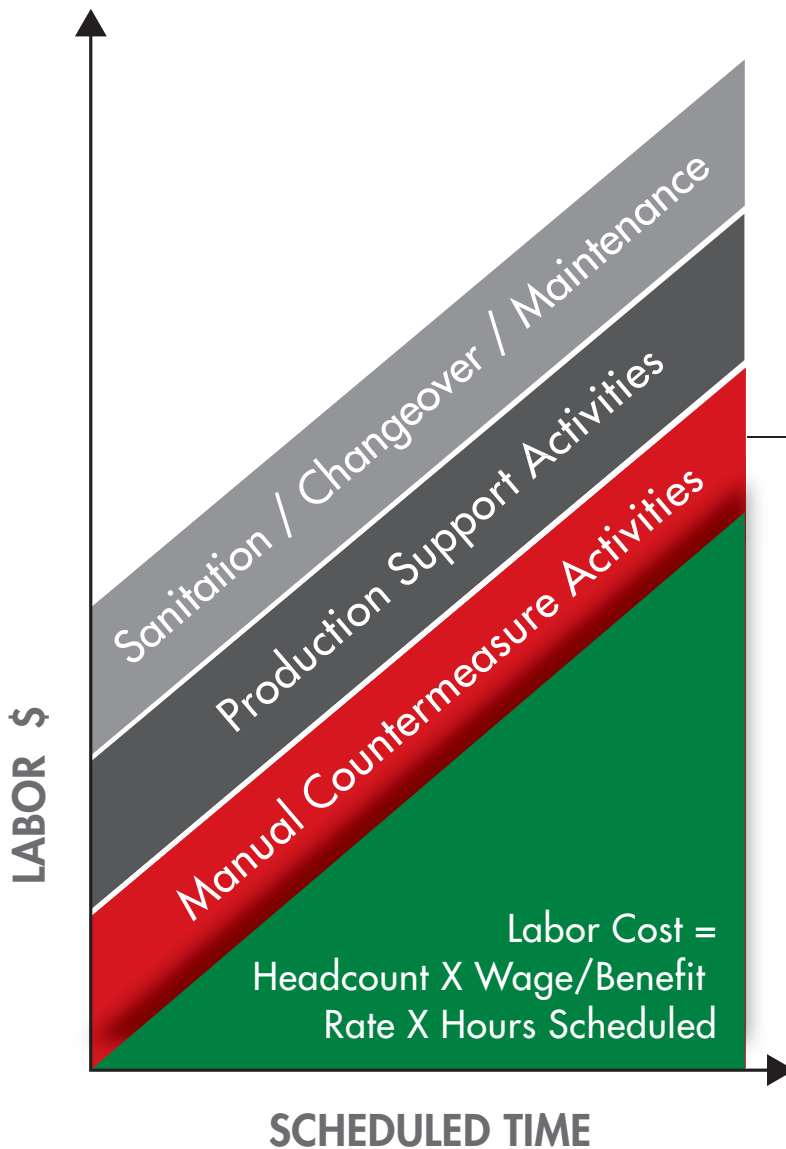 Sanitation / Changeover / Maintenance
Production Support Activities
Manual Countermeasure Activities
Labor Cost =
Headcount X Wage/Benefit
Rate X Hours Scheduled
LABOR $
SCHEDULED TIME